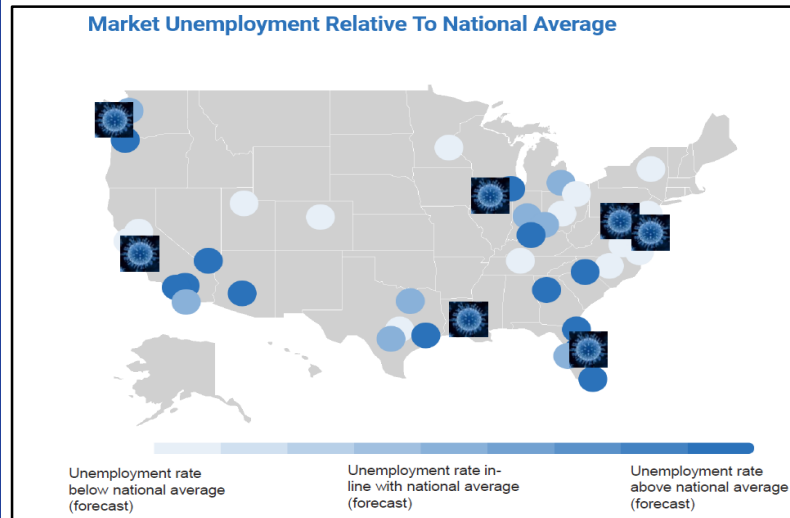 Market Unemployment Relative To National Average
Unemployment rate
below national average
(forecast)
Unemployment rate in-
line with national average
(forecast)
Unemployment rate
above national average
(forecast)